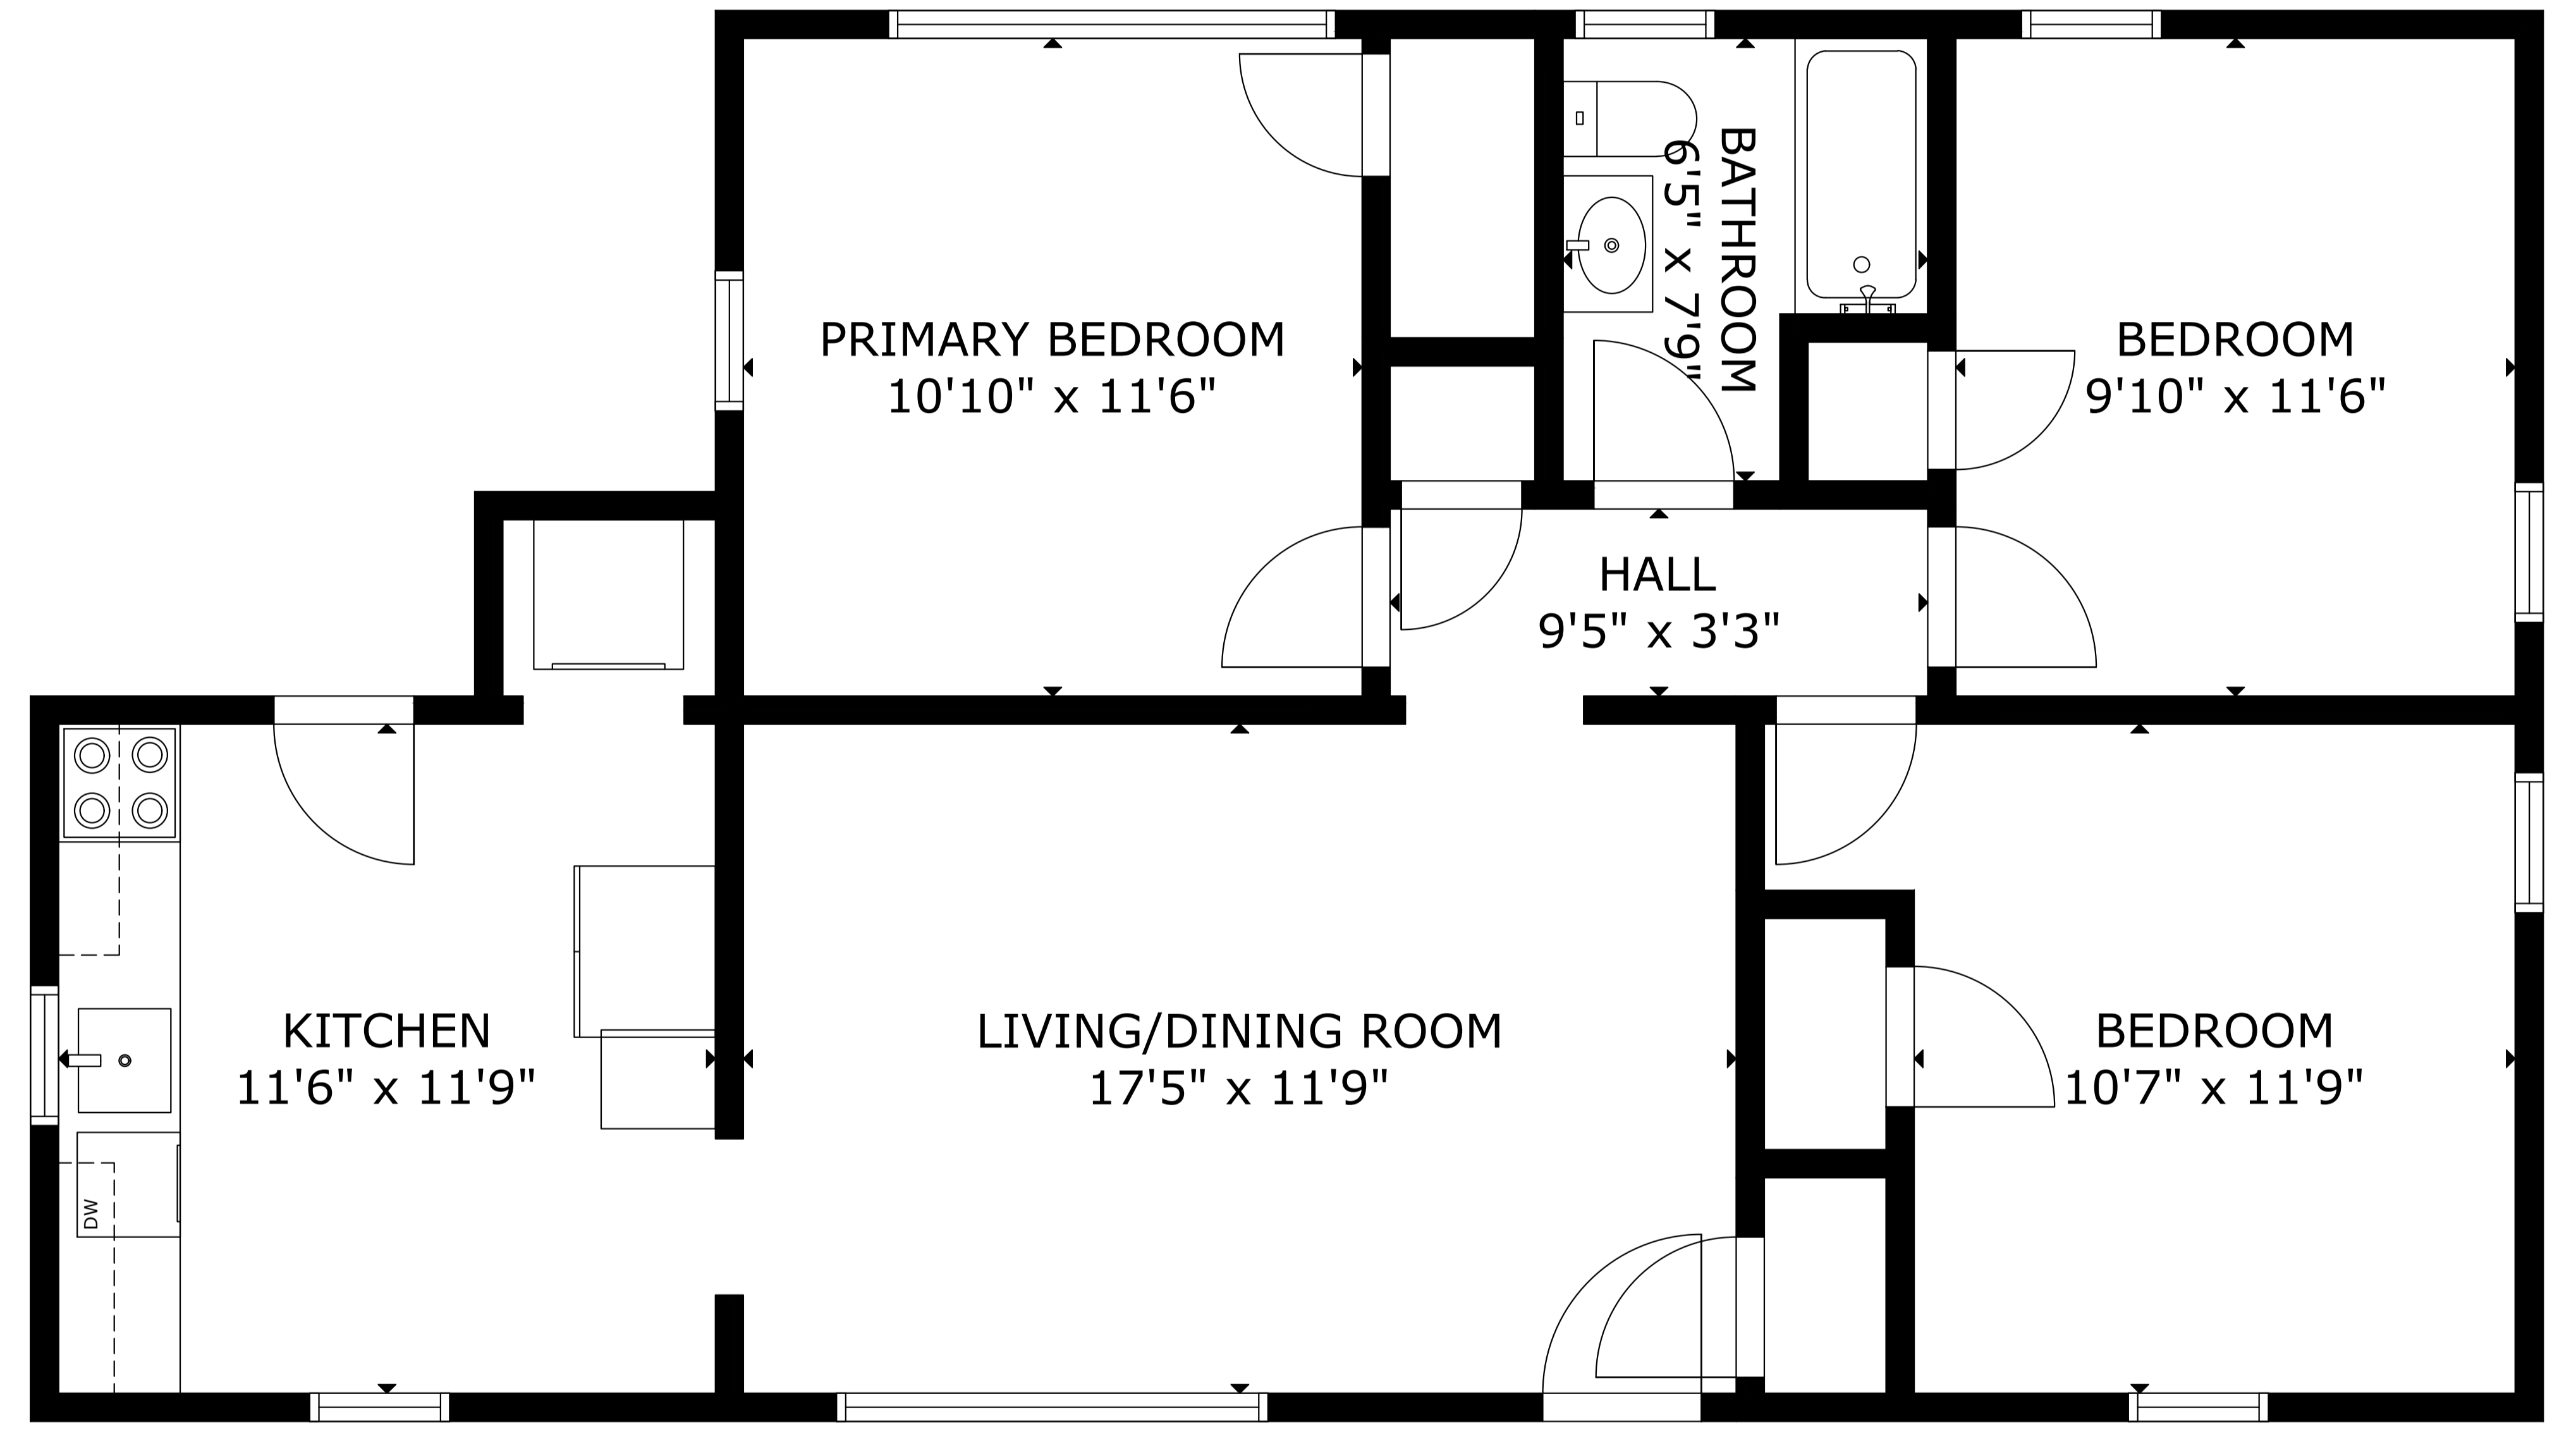 PRIMARY BEDROOM
10'10" x 11'6"
BATHROOM
6'5" x 7'9"
BEDROOM
9'10" x 11'6"
HALL
9'5" x 3'3"
KITCHEN
11'6" x 11'9"
LIVING/DINING ROOM
17'5" x 11'9"
BEDROOM
10'7" x 11'9"
DW